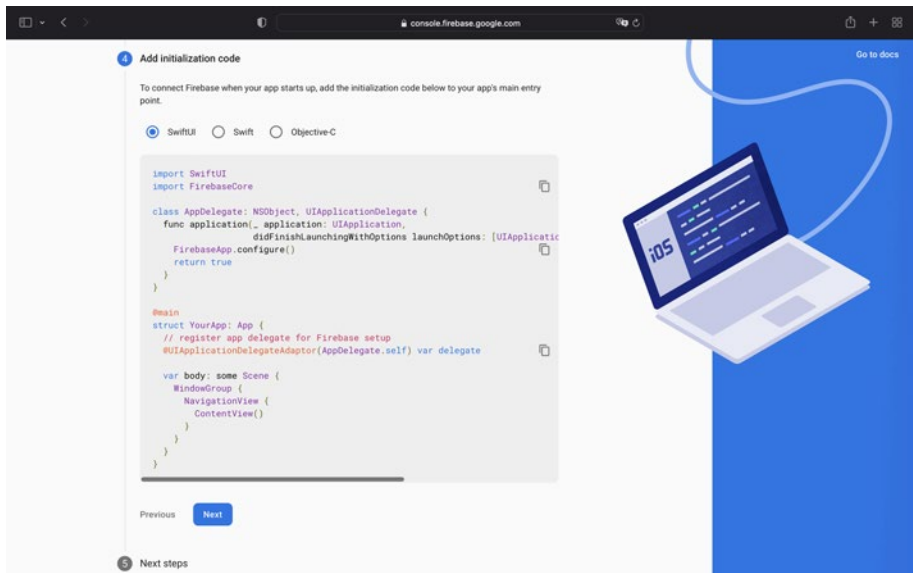 console.firebase.google.com
Go to docs
4 Add initialization code
To connect Firebase when your app starts up, add the initialization code below to your app's main entry
point.
SwiftUI Swift Objective-C
import SwiftUI
import FirebaseCore
class AppDelegate: NSObject, UIApplicationDelegate {
func application(_ application: UIApplication,
didFinishLaunchingWithOptions launchOptions: [UIApplicatic
FirebaseApp.configure()
return true
}
}
@main
struct YourApp: App {
// register app delegate for Firebase setup
@UIApplicationDelegateAdaptor(AppDelegate.self) var delegate
var body: some Scene {
WindowGroup {
NavigationView {
ContentView()
}
}
}
}
iOS
Previous Next
5 Next steps